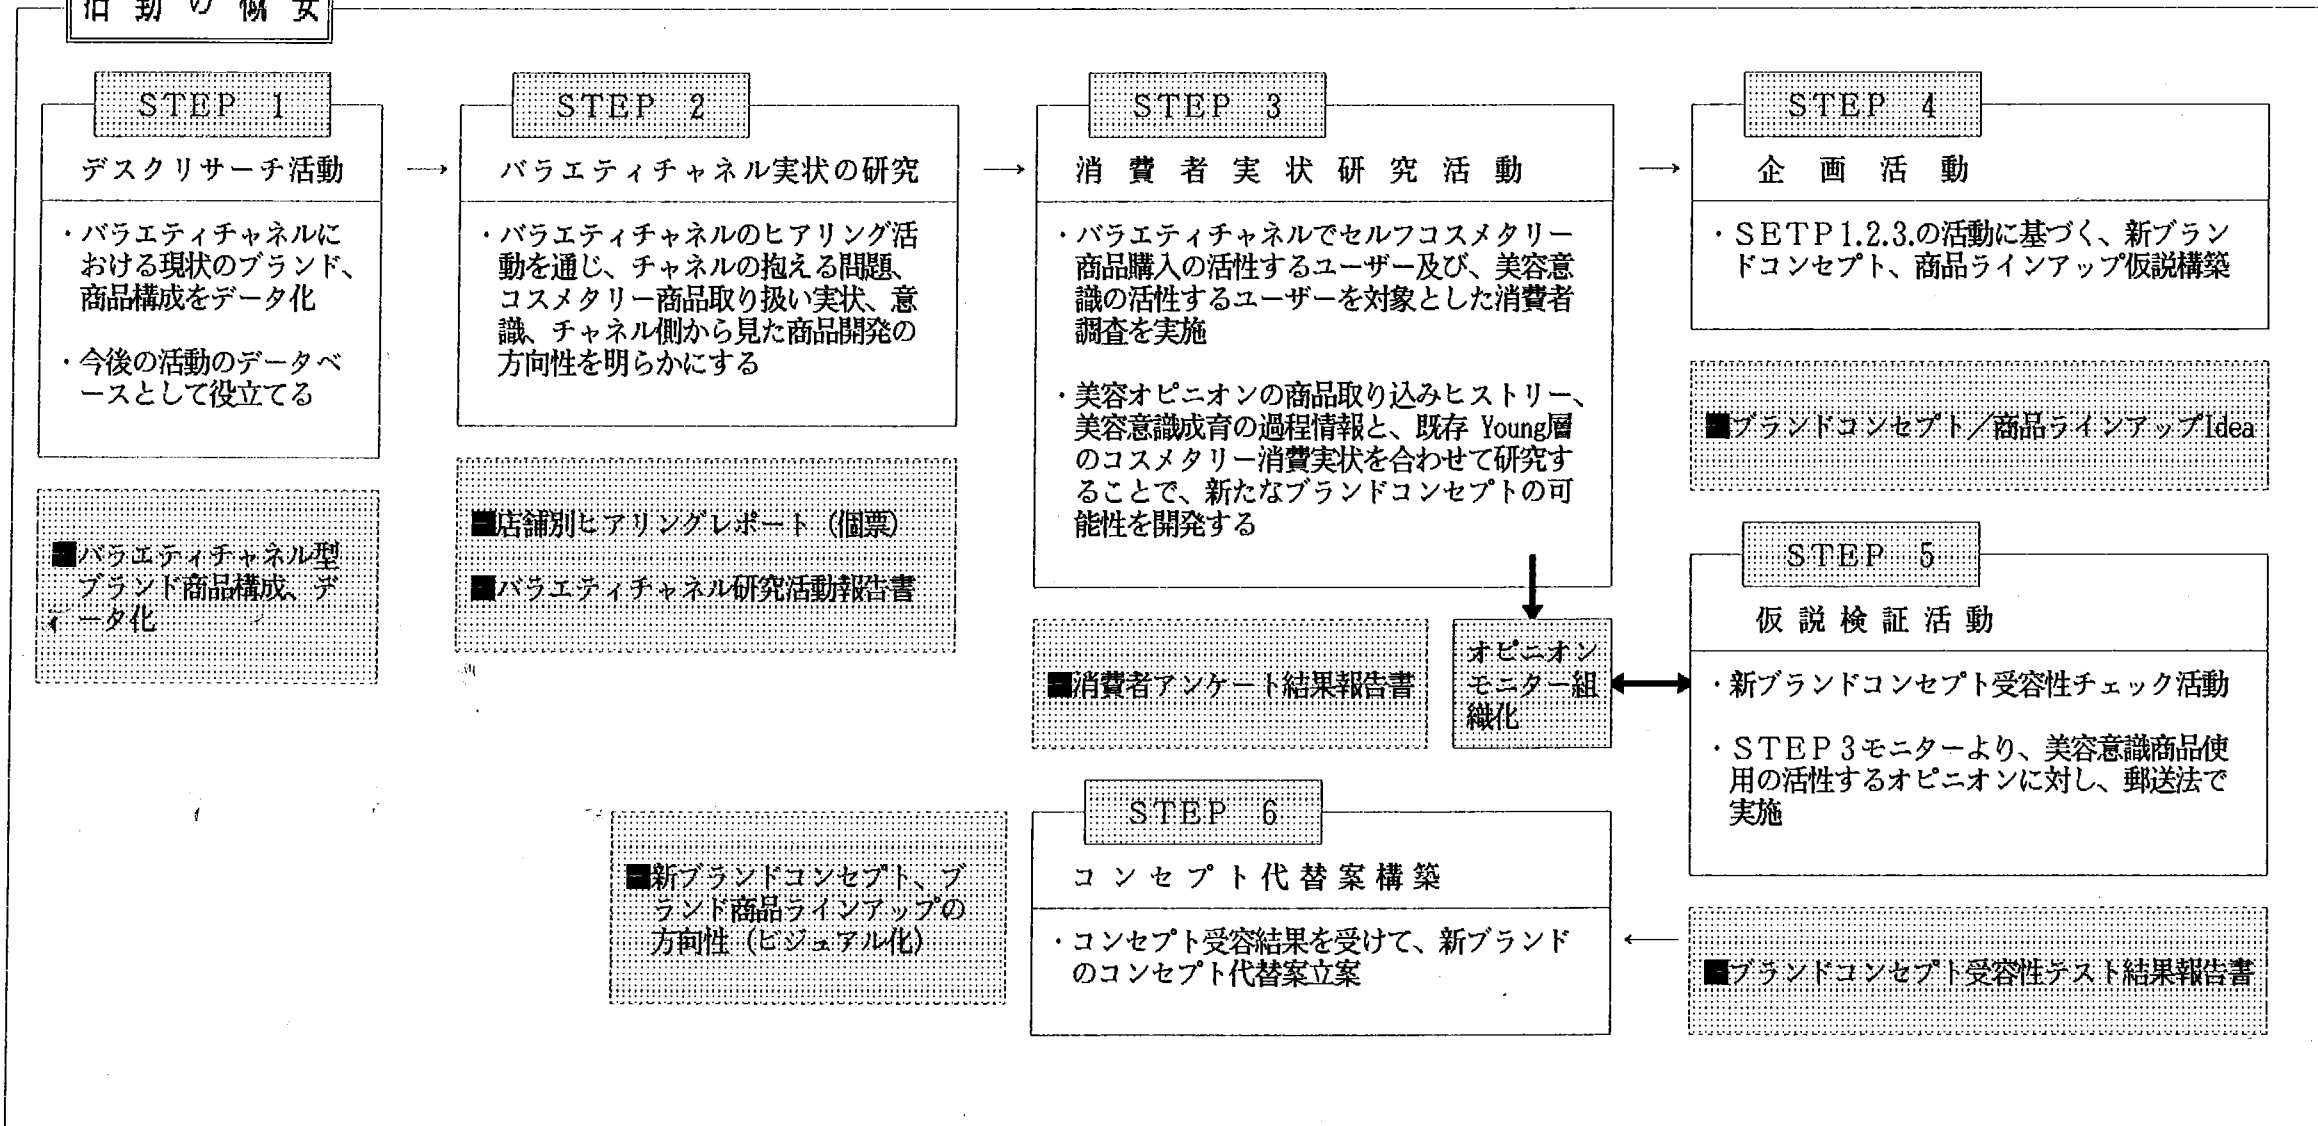 活動の概要
STEP 1
デスクリサーチ活動
・バラエティチャネルに
おける現状のブランド、
商品構成をデータ化
・今後の活動のデータベ
ースとして役立てる
■バラエティチャネル型
ブランド商品構成、デ
ータ化
→
STEP 2
バラエティチャネル実状の研究
・バラエティチャネルのヒアリング活
動を通じ、チャネルの抱える問題、
コスメタリー商品取り扱い実状、意
識、チャネル側から見た商品開発の
方向性を明らかにする
■店舗別ヒアリングレポート（個票）
■バラエティチャネル研究活動報告書
→
STEP 3
消費者実状研究活動
・バラエティチャネルでセルフコスメタリー
商品購入の活性するユーザー及び、美容意
識の活性するユーザーを対象とした消費者
調査を実施
・美容オピニオンの商品取り込みヒストリー、
美容意識成育の過程情報と、既存 Young層
のコスメタリー消費実状を合わせて研究す
ることで、新たなブランドコンセプトの可
能性を開発する
■消費者アンケート結果報告書
オピニオン
モニター組
織化
→
STEP 4
企画活動
・SETP1.2.3.の活動に基づく、新ブラン
ドコンセプト、商品ラインアップ仮説構築
■ブランドコンセプト／商品ラインアップIdea
STEP 5
仮説検証活動
・新ブランドコンセプト受容性チェック活動
・STEP3モニターより、美容意識商品使
用の活性するオピニオンに対し、郵送法で
実施
■ブランドコンセプト受容性テスト結果報告書
←
STEP 6
コンセプト代替案構築
・コンセプト受容結果を受けて、新ブランド
のコンセプト代替案立案
■新ブランドコンセプト、ブ
ランド商品ラインアップの
方向性（ビジュアル化）